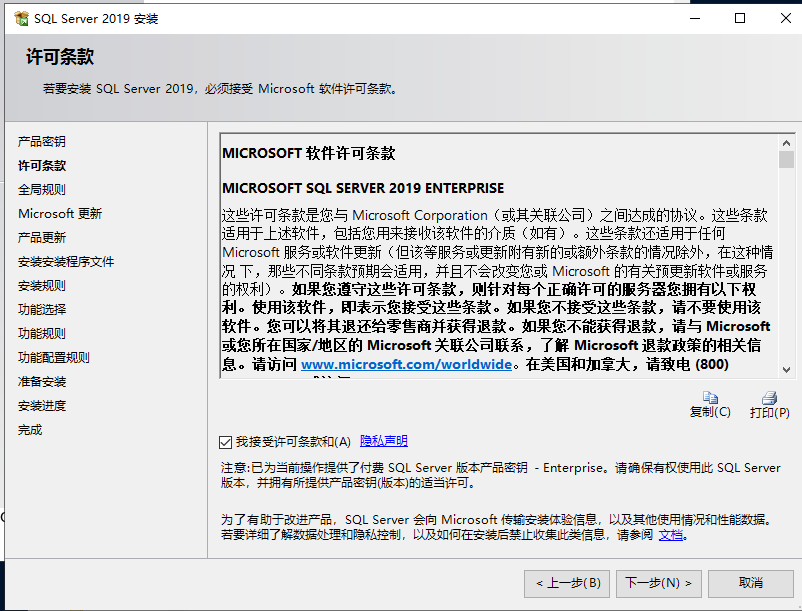 SQL Server 2019 安装
许可条款
若要安装 SQL Server 2019，必须接受 Microsoft 软件许可条款。
产品密钥
许可条款
全局规则
Microsoft 更新
产品更新
安装安装程序文件
安装规则
功能选择
功能规则
功能配置规则
准备安装
安装进度
完成
MICROSOFT 软件许可条款
MICROSOFT SQL SERVER 2019 ENTERPRISE
这些许可条款是您与 Microsoft Corporation（或其关联公司）之间达成的协议。这些条款
适用于上述软件，包括您用来接收该软件的介质（如有）。这些条款还适用于任何
Microsoft 服务或软件更新（但该等服务或更新附有新的或额外条款的情况除外，在这种情
况 下，那些不同条款预期会适用，并且不会改变您或 Microsoft 的有关预更新软件或服务
的权利）。如果您遵守这些许可条款，则针对每个正确许可的服务器您拥有以下权
利。使用该软件，即表示您接受这些条款。如果您不接受这些条款，请不要使用该
软件。您可以将其退还给零售商并获得退款。如果您不能获得退款，请与 Microsoft
或您所在国家/地区的 Microsoft 关联公司联系，了解 Microsoft 退款政策的相关信
息。请访问 www.microsoft.com/worldwide。在美国和加拿大，请致电 (800)
复制(C)
打印(P)
我接受许可条款和(A) 隐私声明
注意:已为当前操作提供了付费 SQL Server 版本产品密钥 - Enterprise。请确保有权使用此 SQL Server
版本，并拥有所提供产品密钥(版本)的适当许可。
为了有助于改进产品，SQL Server 会向 Microsoft 传输安装体验信息，以及其他使用情况和性能数据。
若要详细了解数据处理和隐私控制，以及如何在安装后禁止收集此类信息，请参阅 文档。
< 上一步(B)
下一步(N) >
取消